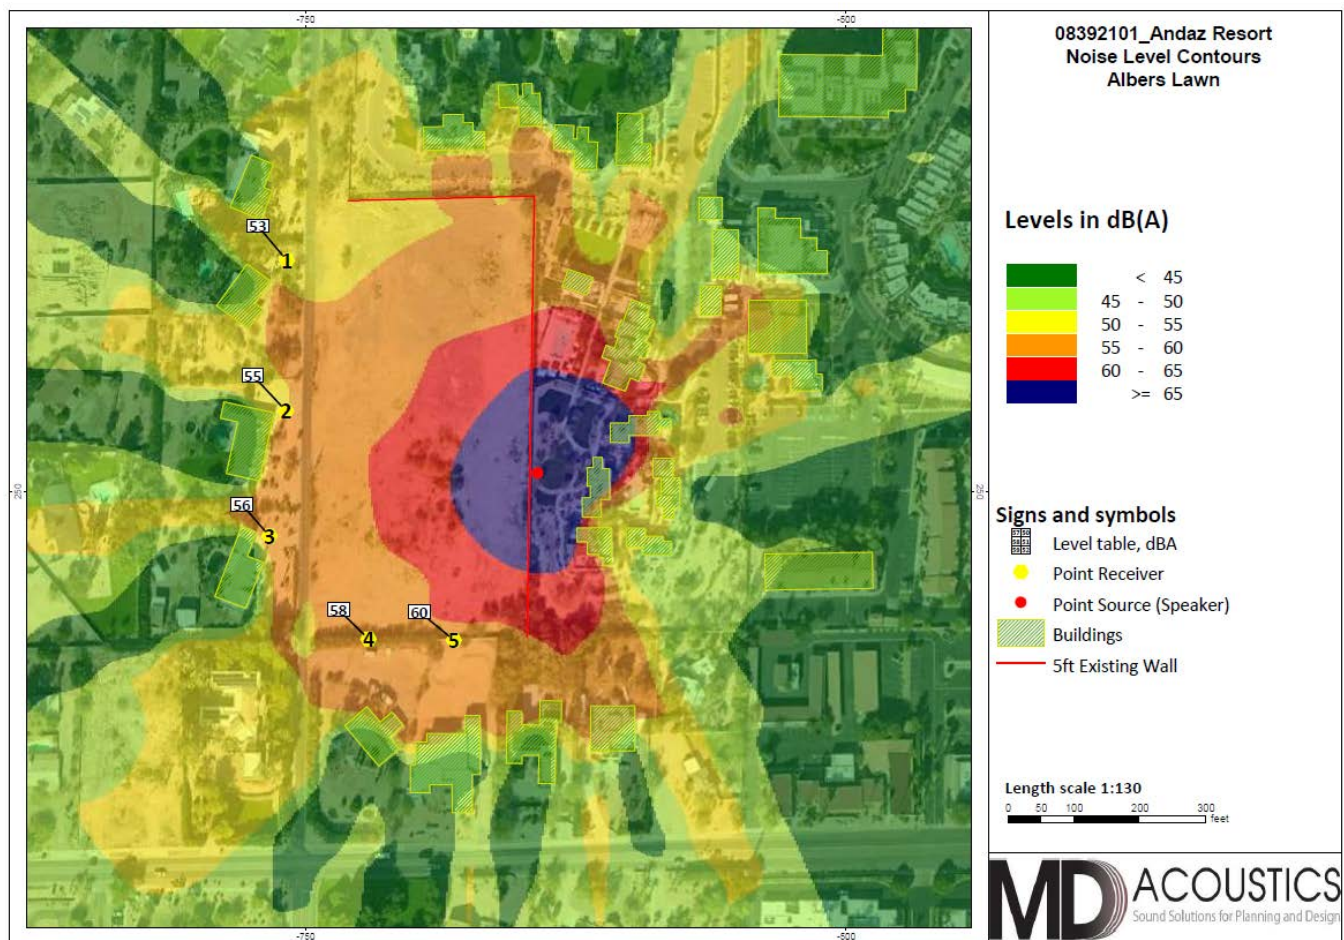 -750
-500
53
1
55
2
56
3
58
4
60
5
250
250
-750
-500
08392101_Andaz Resort
Noise Level Contours
Albers Lawn
Levels in dB(A)
< 45
45 - 50
50 - 55
55 - 60
60 - 65
>= 65
Signs and symbols
Level table, dBA
Point Receiver
Point Source (Speaker)
Buildings
5ft Existing Wall
Length scale 1:130
0 50 100 200 300
feet
MD ACOUSTICS
Sound Solutions for Planning and Design